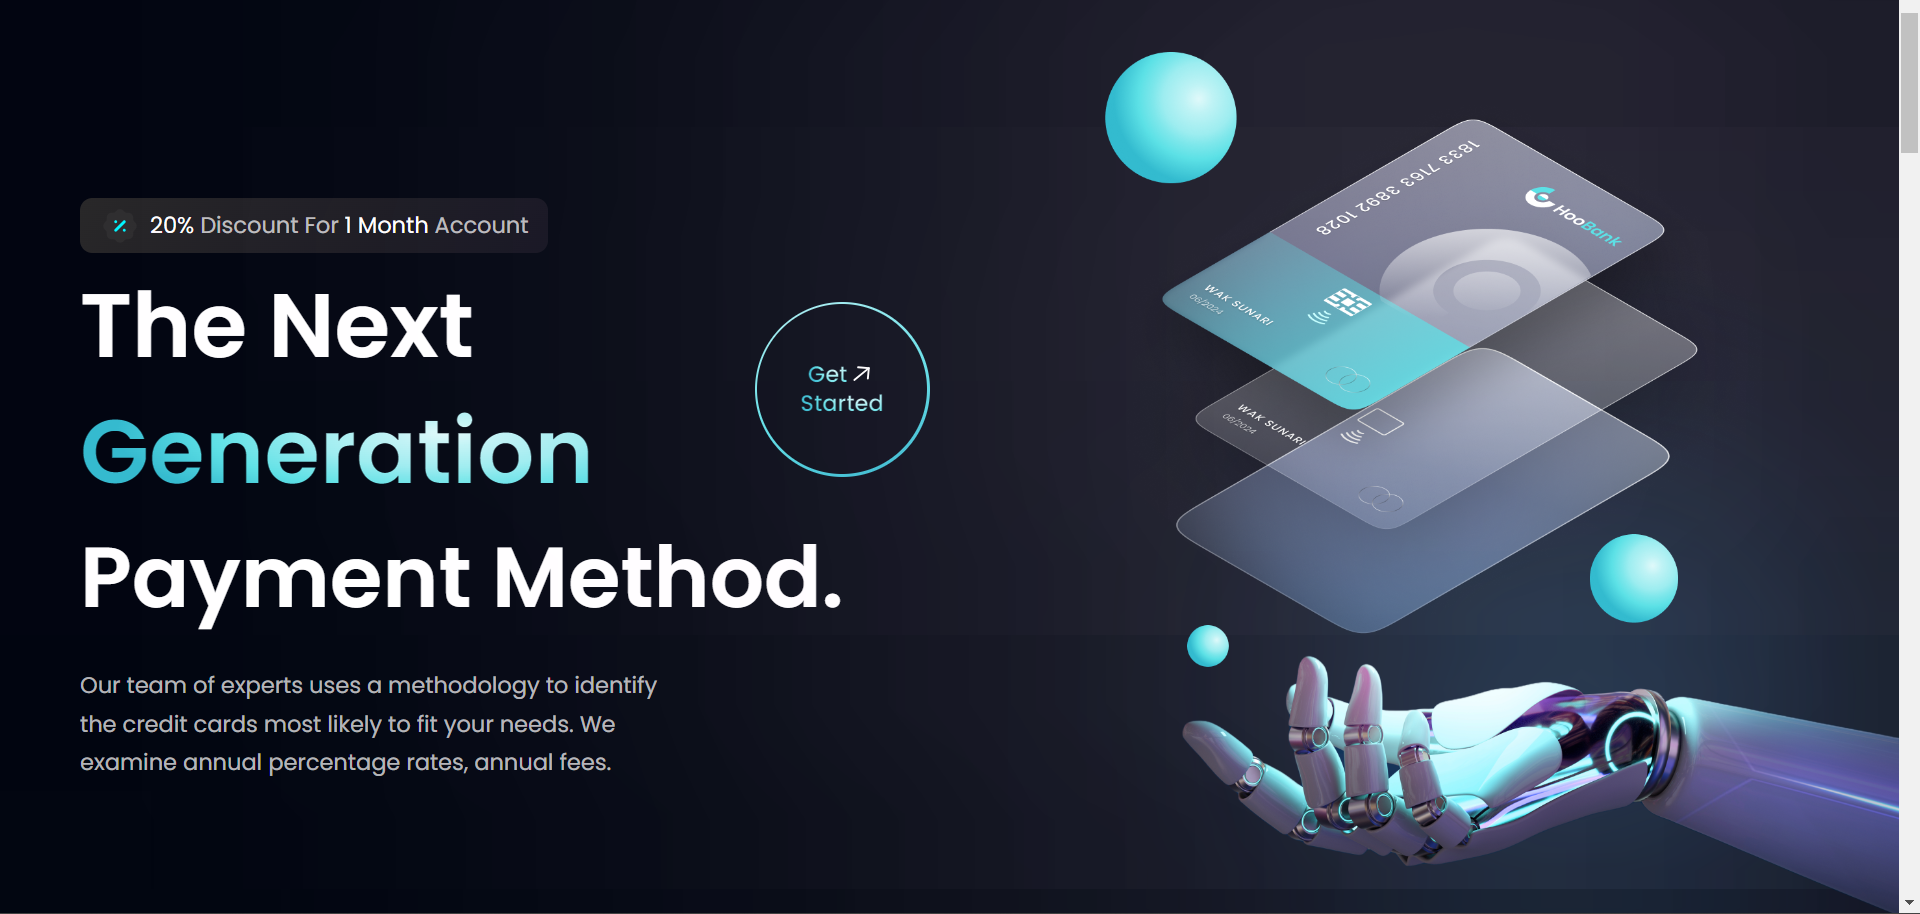 20% Discount For 1 Month Account
The Next
Generation
Payment Method.
Get
Started
Our team of experts uses a methodology to identify
the credit cards most likely to fit your needs. We
examine annual percentage rates, annual fees.
1833 7163 3892 1028
HooBank
WAK SUNARI
06/2024
WAK SUNARI
06/2024